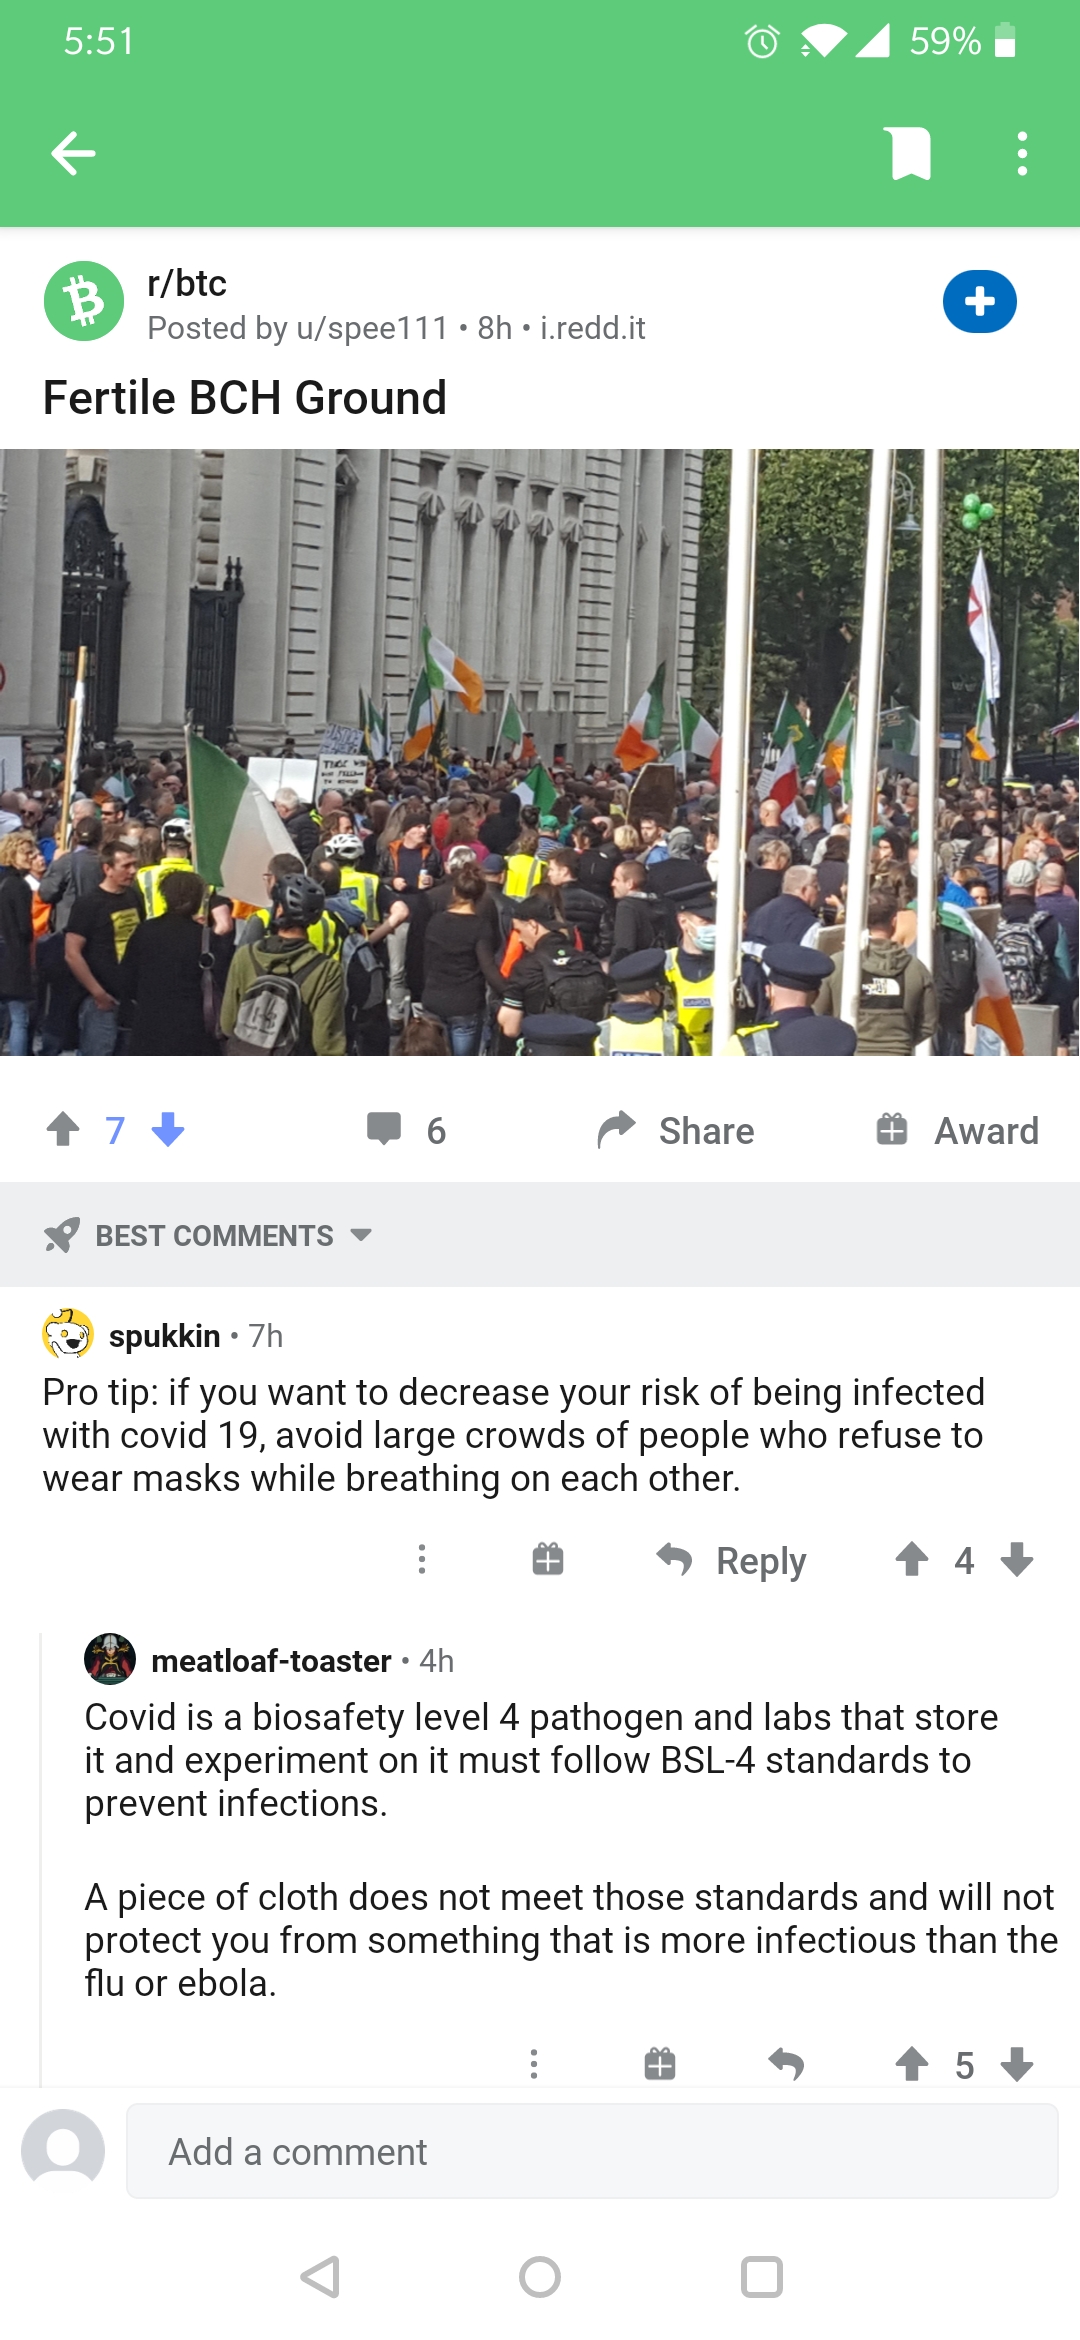 5:51
59%
r/btc
Posted by u/spee111 • 8h • i.redd.it
Fertile BCH Ground
GARDA
7
6
Share
Award
BEST COMMENTS
spukkin • 7h
Pro tip: if you want to decrease your risk of being infected
with covid 19, avoid large crowds of people who refuse to
wear masks while breathing on each other.
Reply
4
meatloaf-toaster • 4h
Covid is a biosafety level 4 pathogen and labs that store
it and experiment on it must follow BSL-4 standards to
prevent infections.
A piece of cloth does not meet those standards and will not
protect you from something that is more infectious than the
flu or ebola.
5
Add a comment